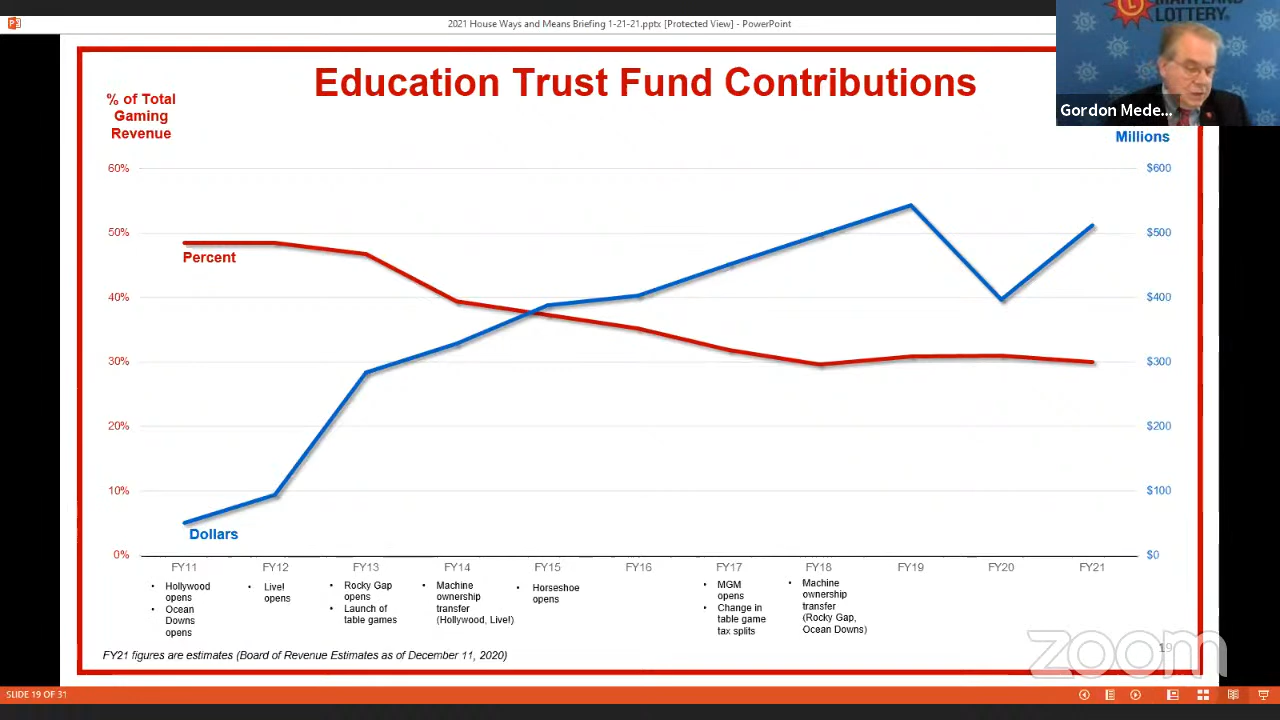 2021 House Ways and Means Briefing 1-21-21.pptx [Protected View] - PowerPoint
LOTTERY®
Gordon Mede...
Education Trust Fund Contributions
% of Total
Gaming
Revenue
Millions
60%
$600
50%
$500
40%
$400
30%
$300
20%
$200
10%
$100
0%
$0
Percent
Dollars
FY11
FY12
FY13
FY14
FY15
FY16
FY17
FY18
FY19
FY20
FY21
• Hollywood
opens
• Ocean
Downs
opens
• Live!
opens
• Rocky Gap
opens
• Launch of
table games
• Machine
ownership
transfer
(Hollywood, Live!)
• Horseshoe
opens
• MGM
opens
• Change in
table game
tax splits
• Machine
ownership
transfer
(Rocky Gap,
Ocean Downs)
FY21 figures are estimates (Board of Revenue Estimates as of December 11, 2020)
19
zoom
SLIDE 19 OF 31